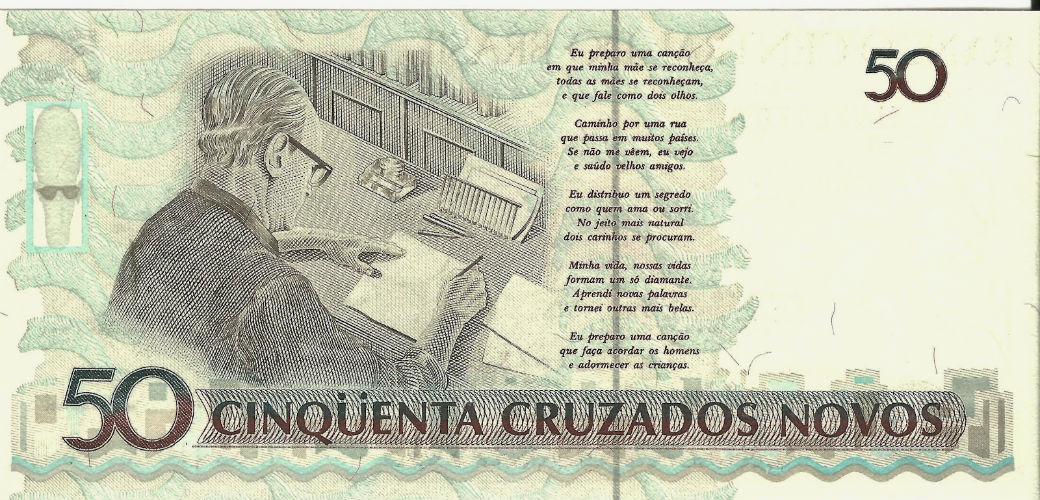 Eu preparo uma canção
em que minha mãe se reconheça,
todas as mães se reconheçam,
e que fale como dois olhos.
Caminho por uma rua
que passa em muitos países.
Se não me vêem, eu vejo
e saúdo velhos amigos.
Eu distribuo um segredo
como quem ama ou sorri.
No jeito mais natural
dois carinhos se procuram.
Minha vida, nossas vidas
formam um só diamante.
Aprendi novas palavras
e tornei outras mais belas.
Eu preparo uma canção
que faça acordar os homens
e adormecer as crianças.
50
50 CINQÜENTA CRUZADOS NOVOS